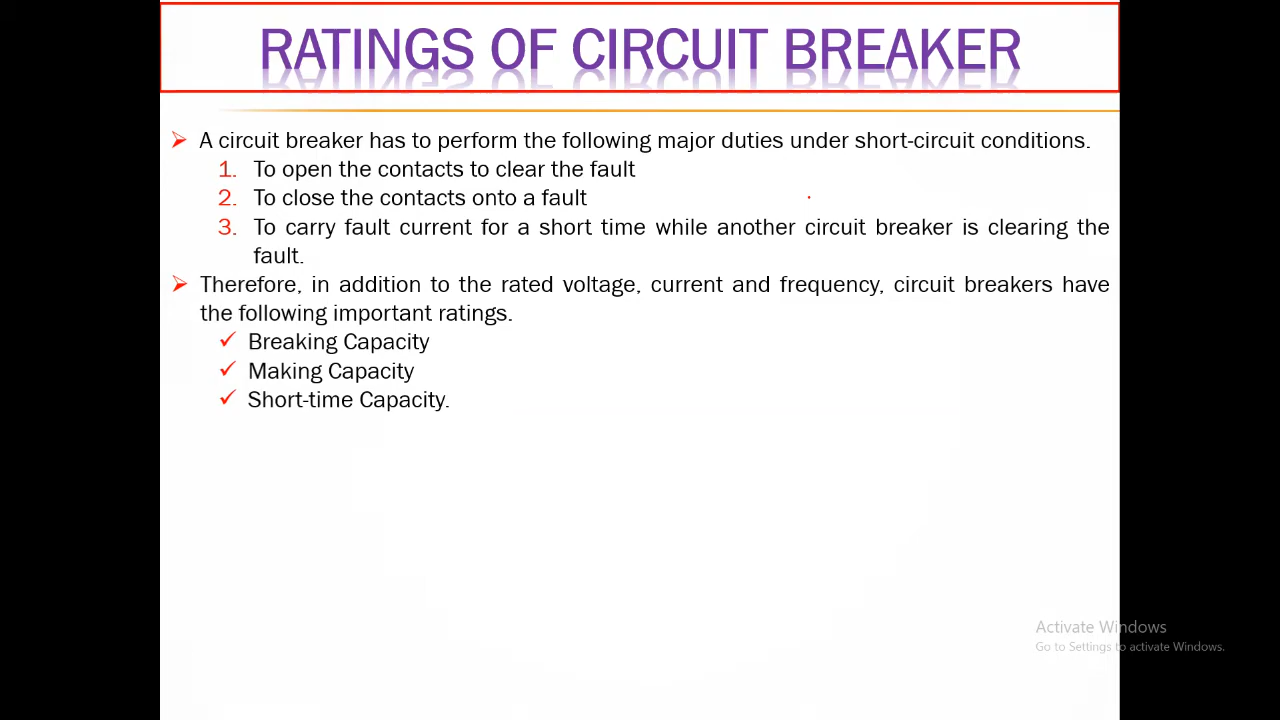 RATINGS OF CIRCUIT BREAKER
A circuit breaker has to perform the following major duties under short-circuit conditions.
1. To open the contacts to clear the fault
2. To close the contacts onto a fault
3. To carry fault current for a short time while another circuit breaker is clearing the
fault.
Therefore, in addition to the rated voltage, current and frequency, circuit breakers have
the following important ratings.
✓ Breaking Capacity
✓ Making Capacity
✓ Short-time Capacity.
Activate Windows
Go to Settings to activate Windows.